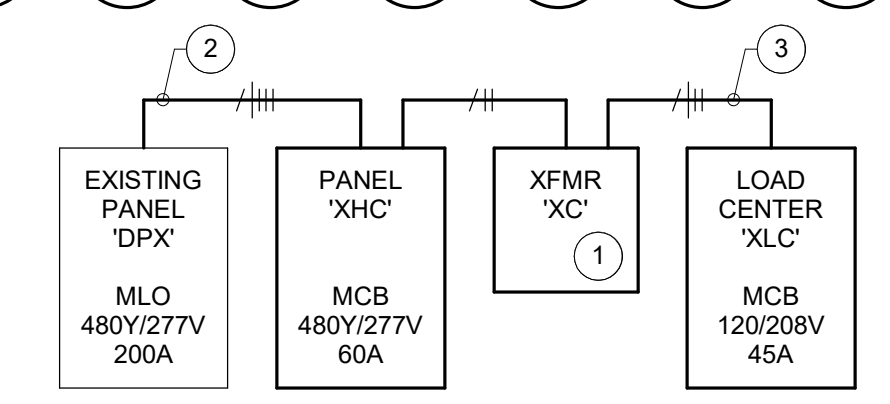 2
3
EXISTING
PANEL
'DPX'
MLO
480Y/277V
200A
PANEL
'XHC'
MCB
480Y/277V
60A
XFMR
'XC'
1
LOAD
CENTER
'XLC'
MCB
120/208V
45A